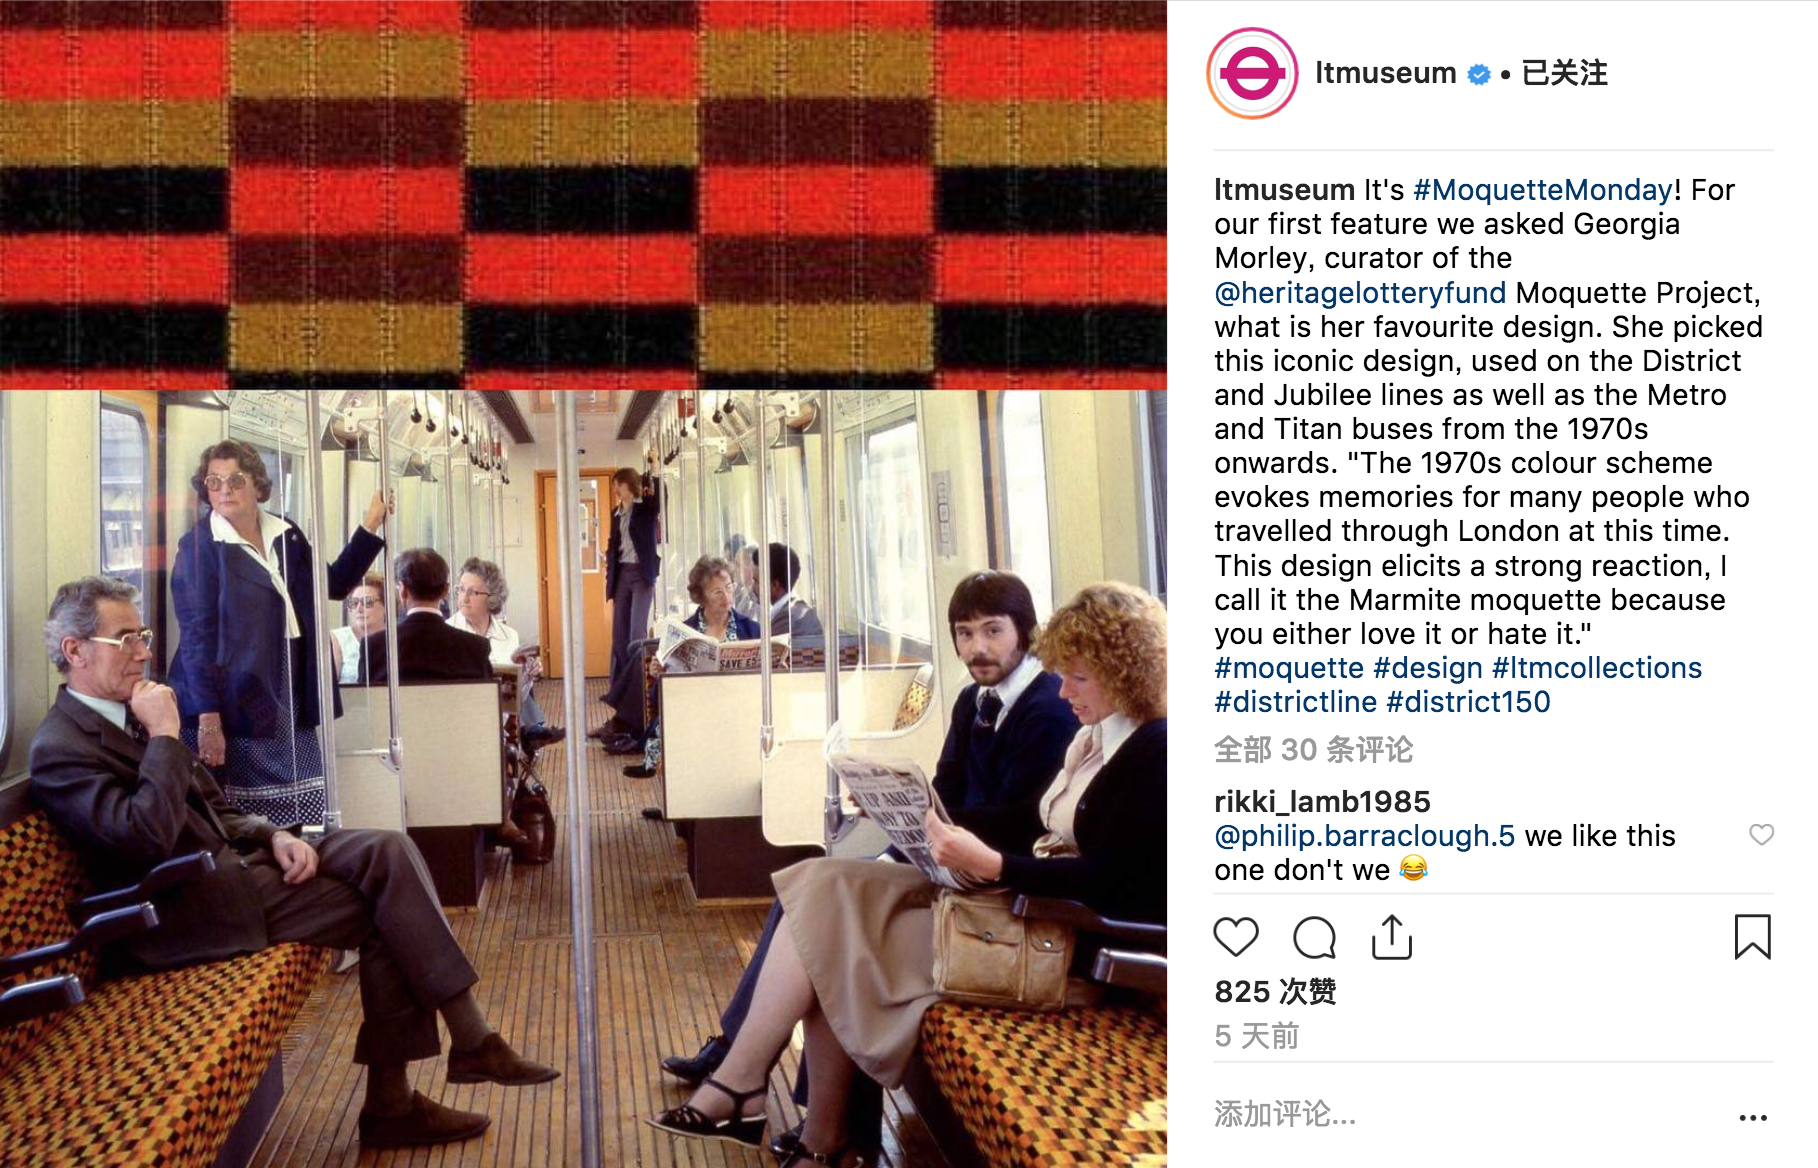 ltmuseum • 已关注
ltmuseum It's #MoquetteMonday! For
our first feature we asked Georgia
Morley, curator of the
@heritagelotteryfund Moquette Project,
what is her favourite design. She picked
this iconic design, used on the District
and Jubilee lines as well as the Metro
and Titan buses from the 1970s
onwards. "The 1970s colour scheme
evokes memories for many people who
travelled through London at this time.
This design elicits a strong reaction, I
call it the Marmite moquette because
you either love it or hate it."
#moquette #design #ltmcollections
#districtline #district150
全部 30 条评论
rikki_lamb1985
@philip.barraclough.5 we like this
one don't we 😂
825 次赞
5 天前
添加评论...
Mirror
SAVE £5
UP AND
TO